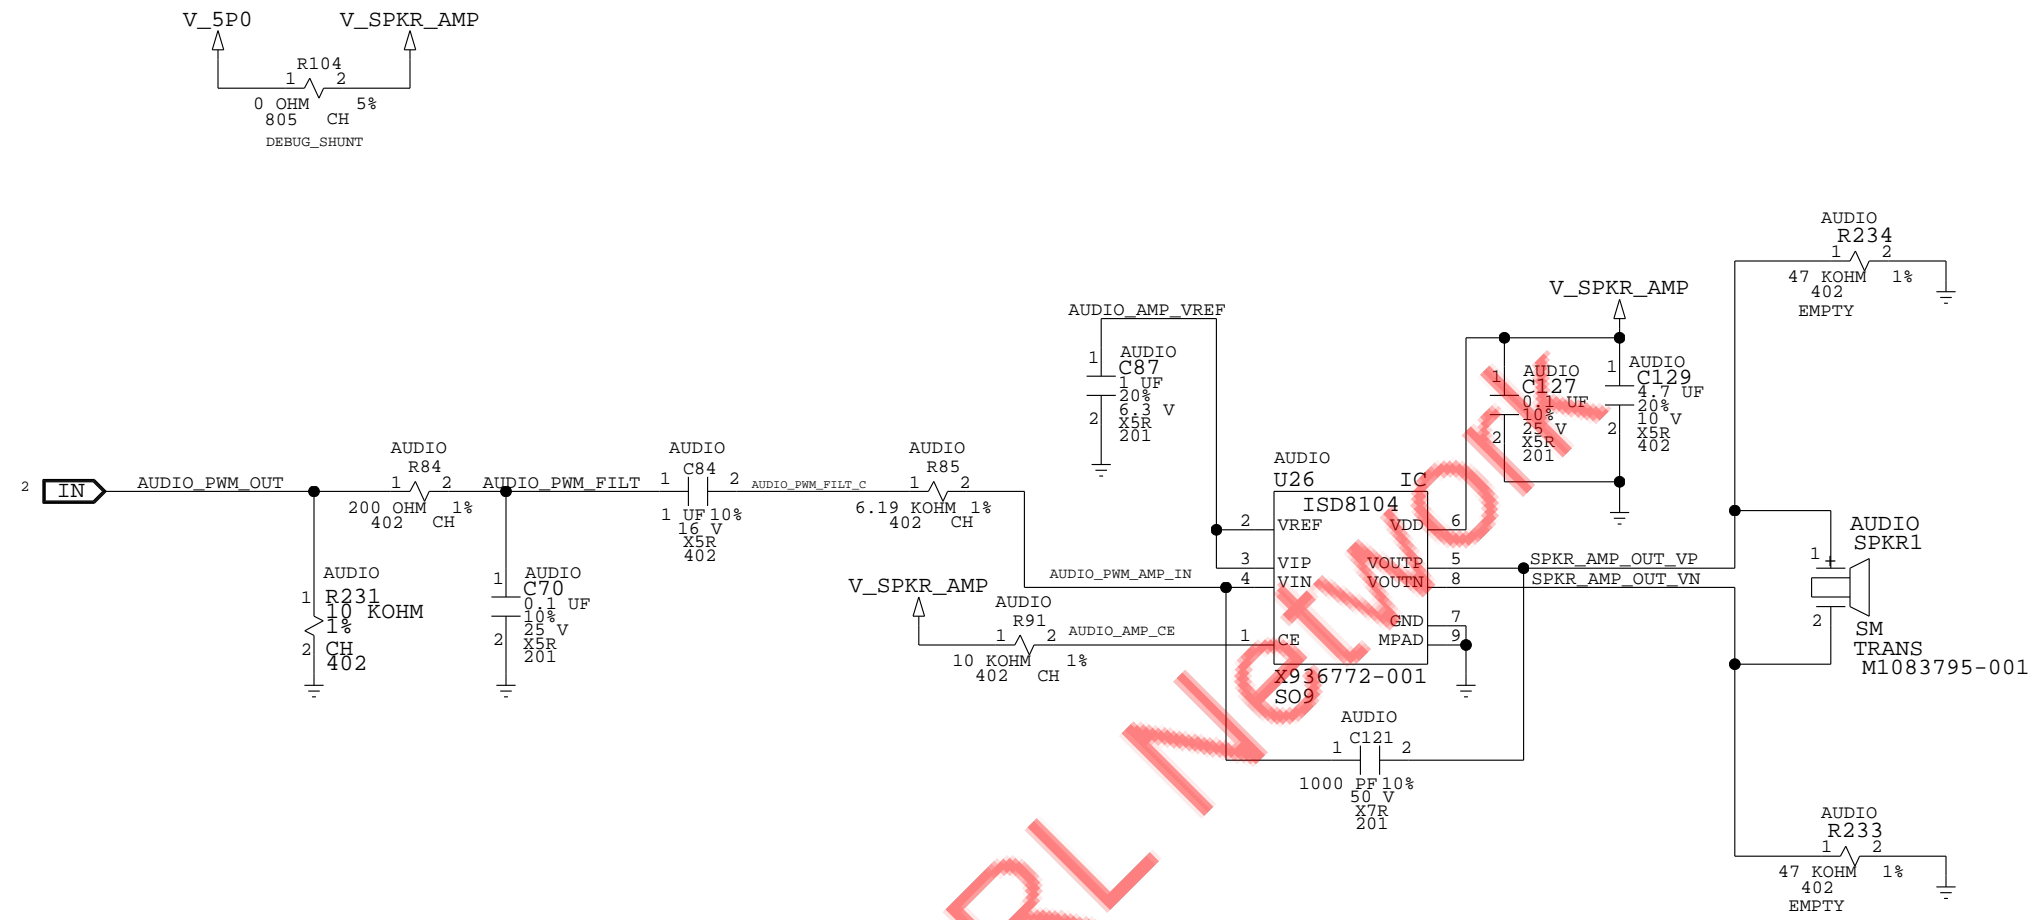 V_5P0
V_SPKR_AMP
R104
1 2
0 OHM 5%
805 CH
DEBUG_SHUNT
2 IN
AUDIO_PWM_OUT
AUDIO
R231
1
10 KOHM
1%
2
CH
402
AUDIO
R84
1 2
200 OHM 1%
402 CH
AUDIO_PWM_FILT
AUDIO
C70
1
0.1 UF
10%
25 V
2
X5R
201
AUDIO
C84
1 2
1 UF 10%
16 V
X5R
402
AUDIO_PWM_FILT_C
AUDIO
R85
1 2
6.19 KOHM 1%
402 CH
AUDIO_PWM_AMP_IN
V_SPKR_AMP
AUDIO
R91
1 2
10 KOHM 1%
402 CH
AUDIO_AMP_CE
AUDIO_AMP_VREF
AUDIO
C87
1
1 UF
20%
6.3 V
2
X5R
201
AUDIO
U26 IC
ISD8104
2 VREF VDD 6
3 VIP VOUTP 5
4 VIN VOUTN 8
GND 7
1 CE MPAD 9
X936772-001
SO9
AUDIO
C121
1 2
1000 PF 10%
50 V
X7R
201
V_SPKR_AMP
AUDIO
C127
1
0.1 UF
10%
25 V
2
X5R
201
AUDIO
C129
1
4.7 UF
20%
10 V
2
X5R
402
SPKR_AMP_OUT_VP
SPKR_AMP_OUT_VN
AUDIO
R234
1 2
47 KOHM 1%
402
EMPTY
AUDIO
SPKR1
1 +
2
SM
TRANS
M1083795-001
AUDIO
R233
1 2
47 KOHM 1%
402
EMPTY
RL Network